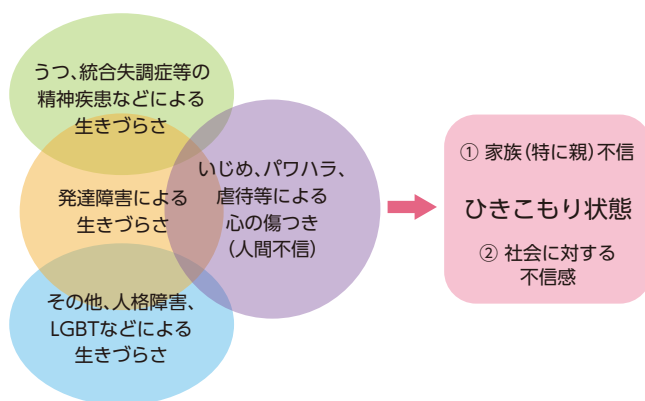 うつ、統合失調症等の
精神疾患などによる
生きづらさ
発達障害による
生きづらさ
その他、人格障害、
LGBTなどによる
生きづらさ
いじめ、パワハラ、
虐待等による
心の傷つき
(人間不信)
① 家族(特に親)不信
ひきこもり状態
② 社会に対する
不信感